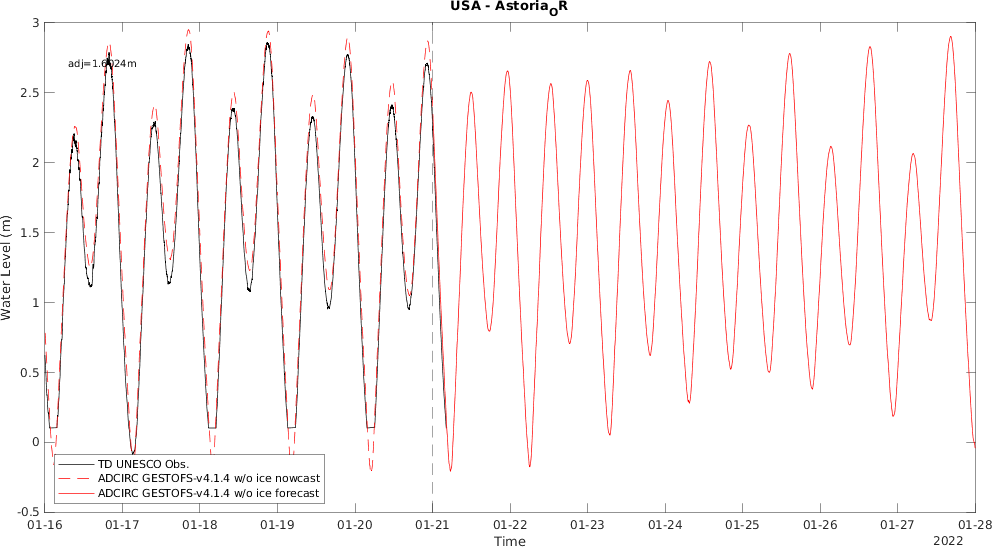 USA - Astoria_OR
adj=1.6024m
3
2.5
2
1.5
1
0.5
0
-0.5
Water Level (m)
TD UNESCO Obs.
ADCIRC GESTOFS-v4.1.4 w/o ice nowcast
ADCIRC GESTOFS-v4.1.4 w/o ice forecast
01-16 01-17 01-18 01-19 01-20 01-21 01-22 01-23 01-24 01-25 01-26 01-27 01-28
Time
2022